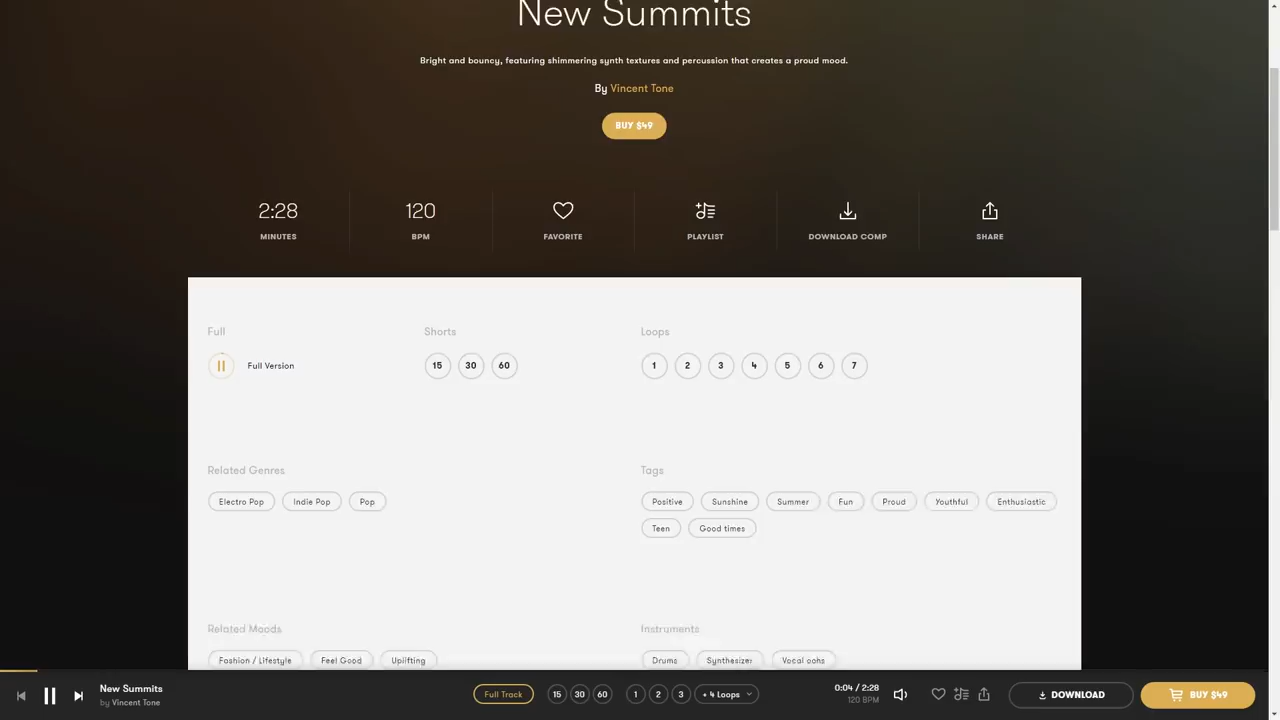 New Summits
Bright and bouncy, featuring shimmering synth textures and percussion that creates a proud mood.
By Vincent Tone
BUY $49
2:28
MINUTES
120
BPM
FAVORITE
PLAYLIST
DOWNLOAD COMP
SHARE
Full
Full Version
Shorts
15 30 60
Loops
1 2 3 4 5 6 7
Related Genres
Electro Pop Indie Pop Pop
Tags
Positive Sunshine Summer Fun Proud Youthful Enthusiastic
Teen Good times
Related Moods
Fashion / Lifestyle Feel Good Uplifting
Instruments
Drums Synthesizer Vocal oohs
New Summits
by Vincent Tone
Full Track 15 30 60 1 2 3 + 4 Loops
0:04 / 2:28
120 BPM
DOWNLOAD
BUY $49